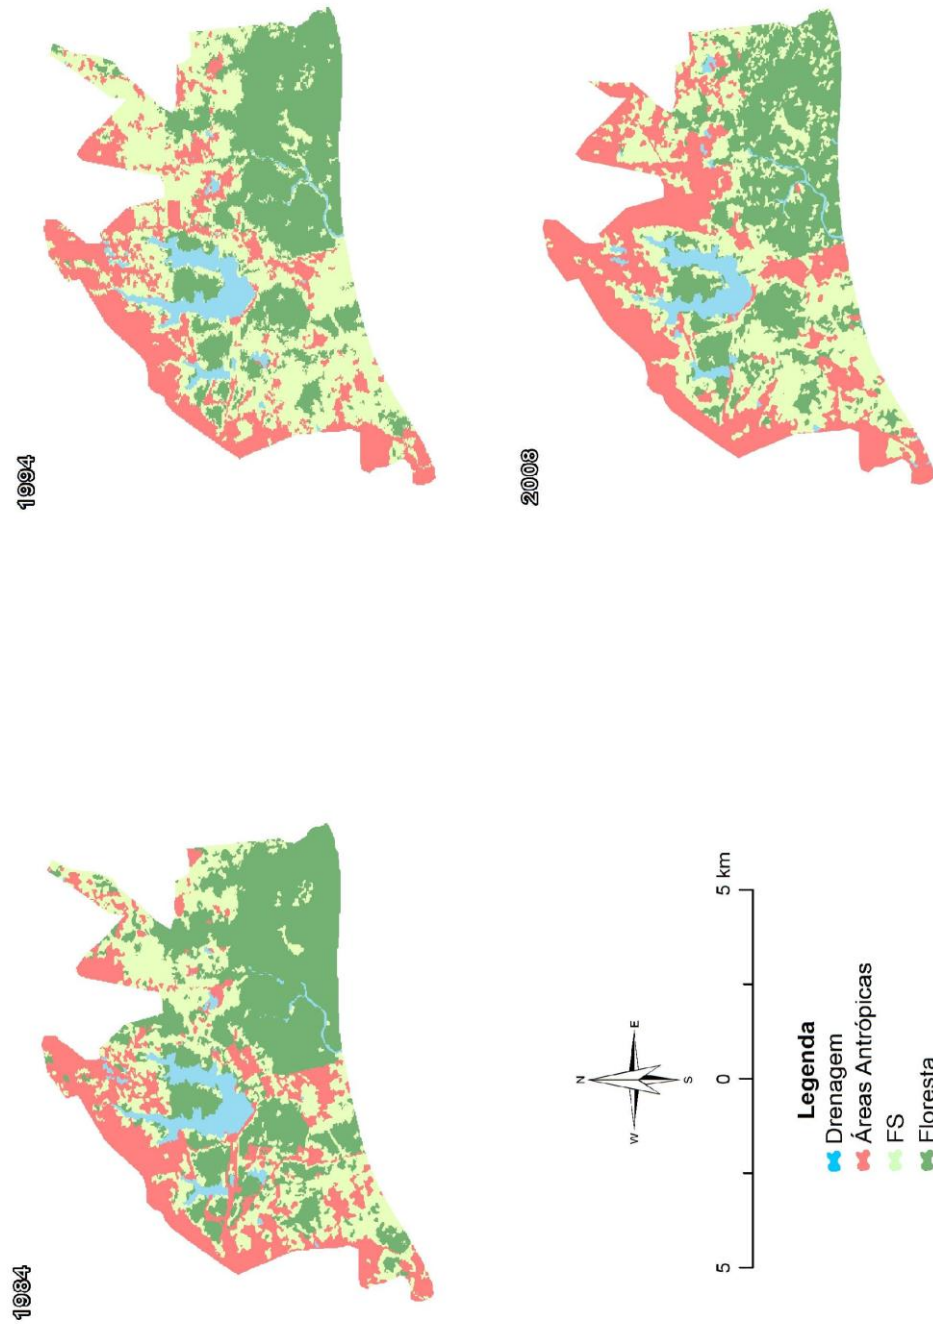 1984
1994
2008
N
W
E
S
5
0
5 km
Legenda
Drenagem
Áreas Antrópicas
FS
Floresta